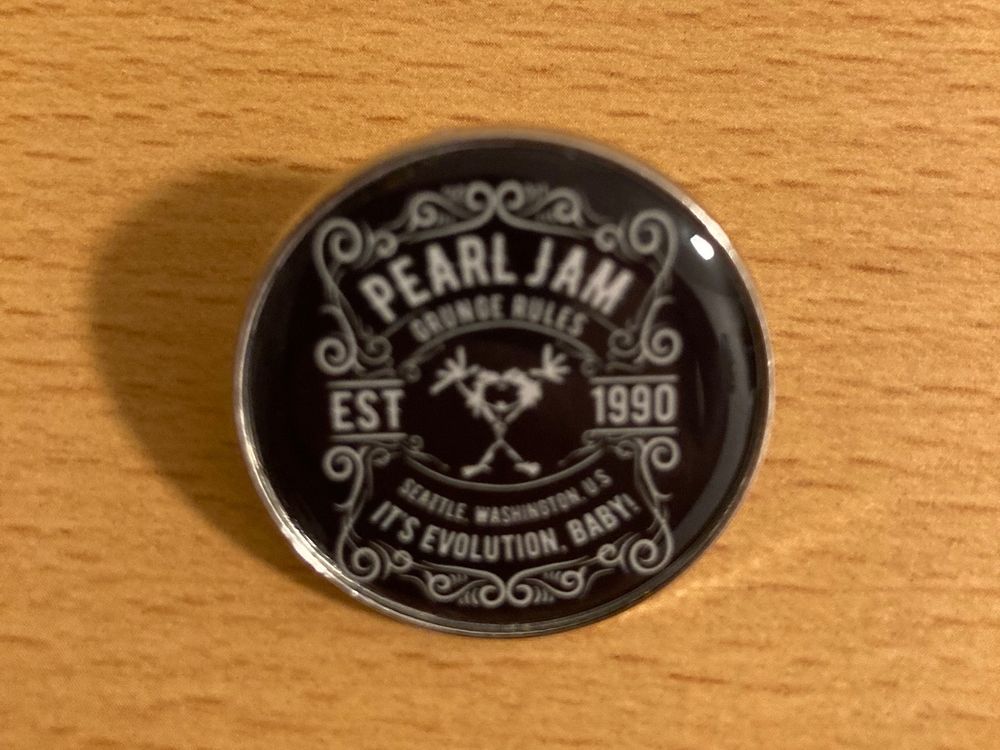 PEARL JAM
GRUNGE RULES
EST 1990
SEATTLE, WASHINGTON, U.S
IT'S EVOLUTION, BABY!